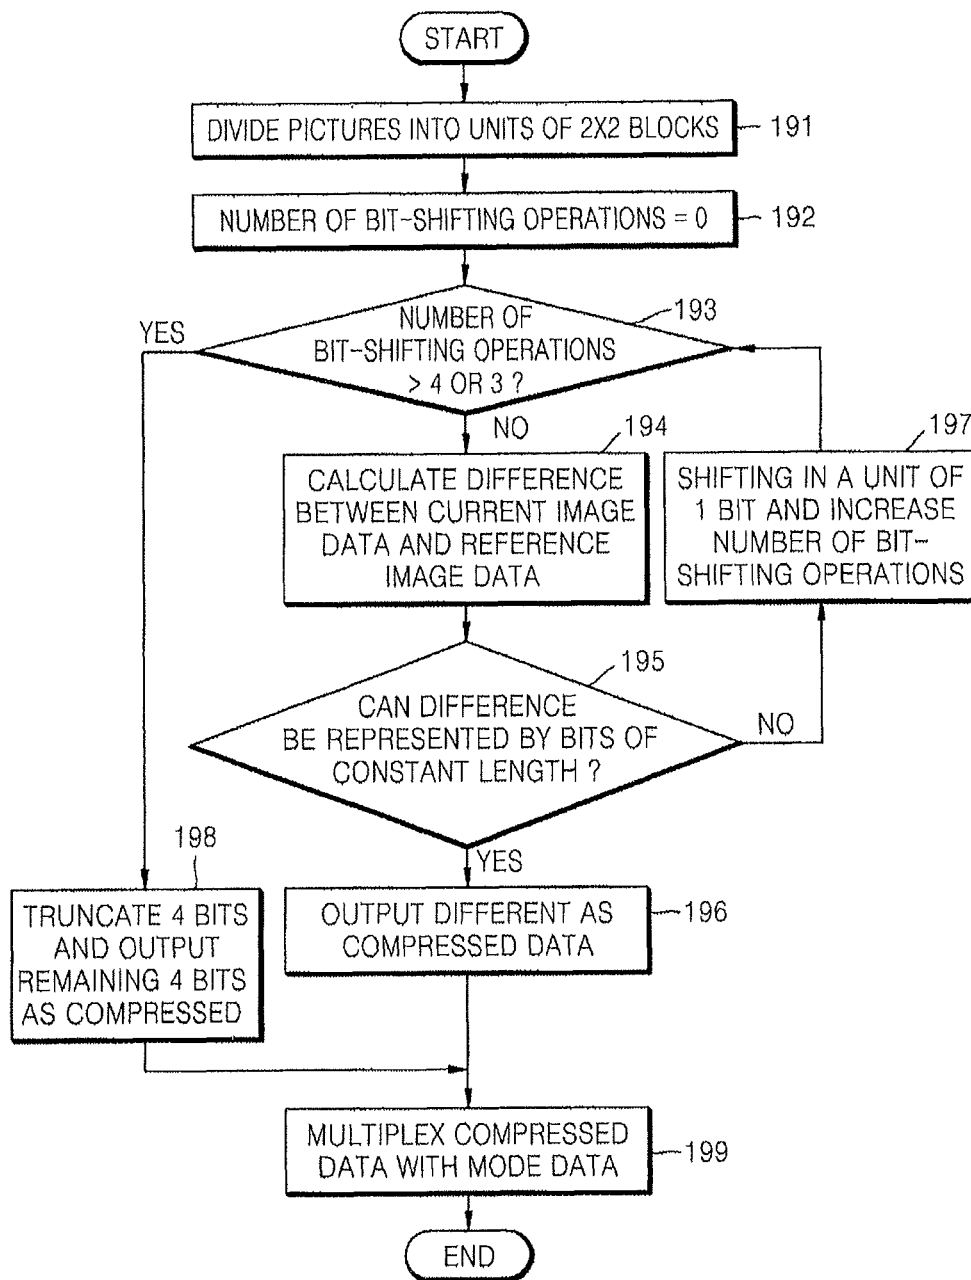 START
DIVIDE PICTURES INTO UNITS OF 2X2 BLOCKS
191
NUMBER OF BIT-SHIFTING OPERATIONS = 0
192
NUMBER OF
BIT-SHIFTING OPERATIONS
> 4 OR 3 ?
193
YES
NO
194
CALCULATE DIFFERENCE
BETWEEN CURRENT IMAGE
DATA AND REFERENCE
IMAGE DATA
197
SHIFTING IN A UNIT OF
1 BIT AND INCREASE
NUMBER OF BIT-
SHIFTING OPERATIONS
195
CAN DIFFERENCE
BE REPRESENTED BY BITS OF
CONSTANT LENGTH ?
NO
YES
198
TRUNCATE 4 BITS
AND OUTPUT
REMAINING 4 BITS
AS COMPRESSED
OUTPUT DIFFERENT AS
COMPRESSED DATA
196
MULTIPLEX COMPRESSED
DATA WITH MODE DATA
199
END